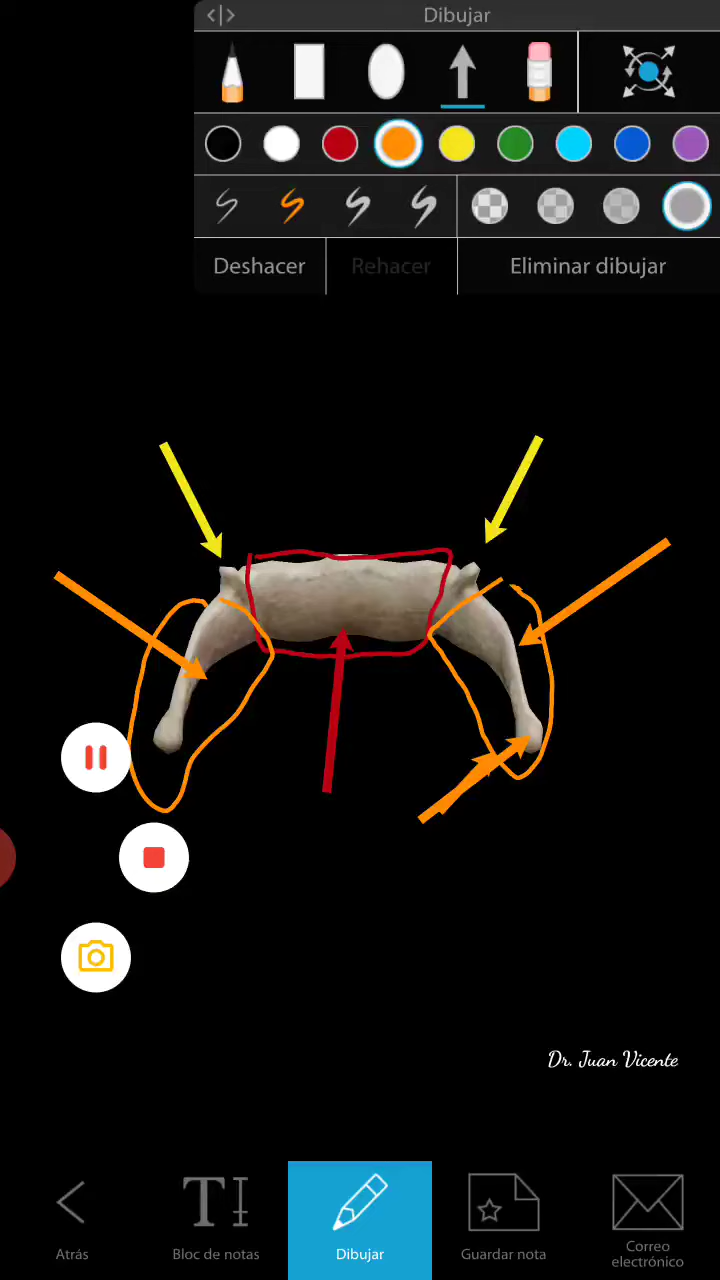 Dibujar
Deshacer
Rehacer
Eliminar dibujar
Dr. Juan Vicente
Atrás
Bloc de notas
Dibujar
Guardar nota
Correo
electrónico